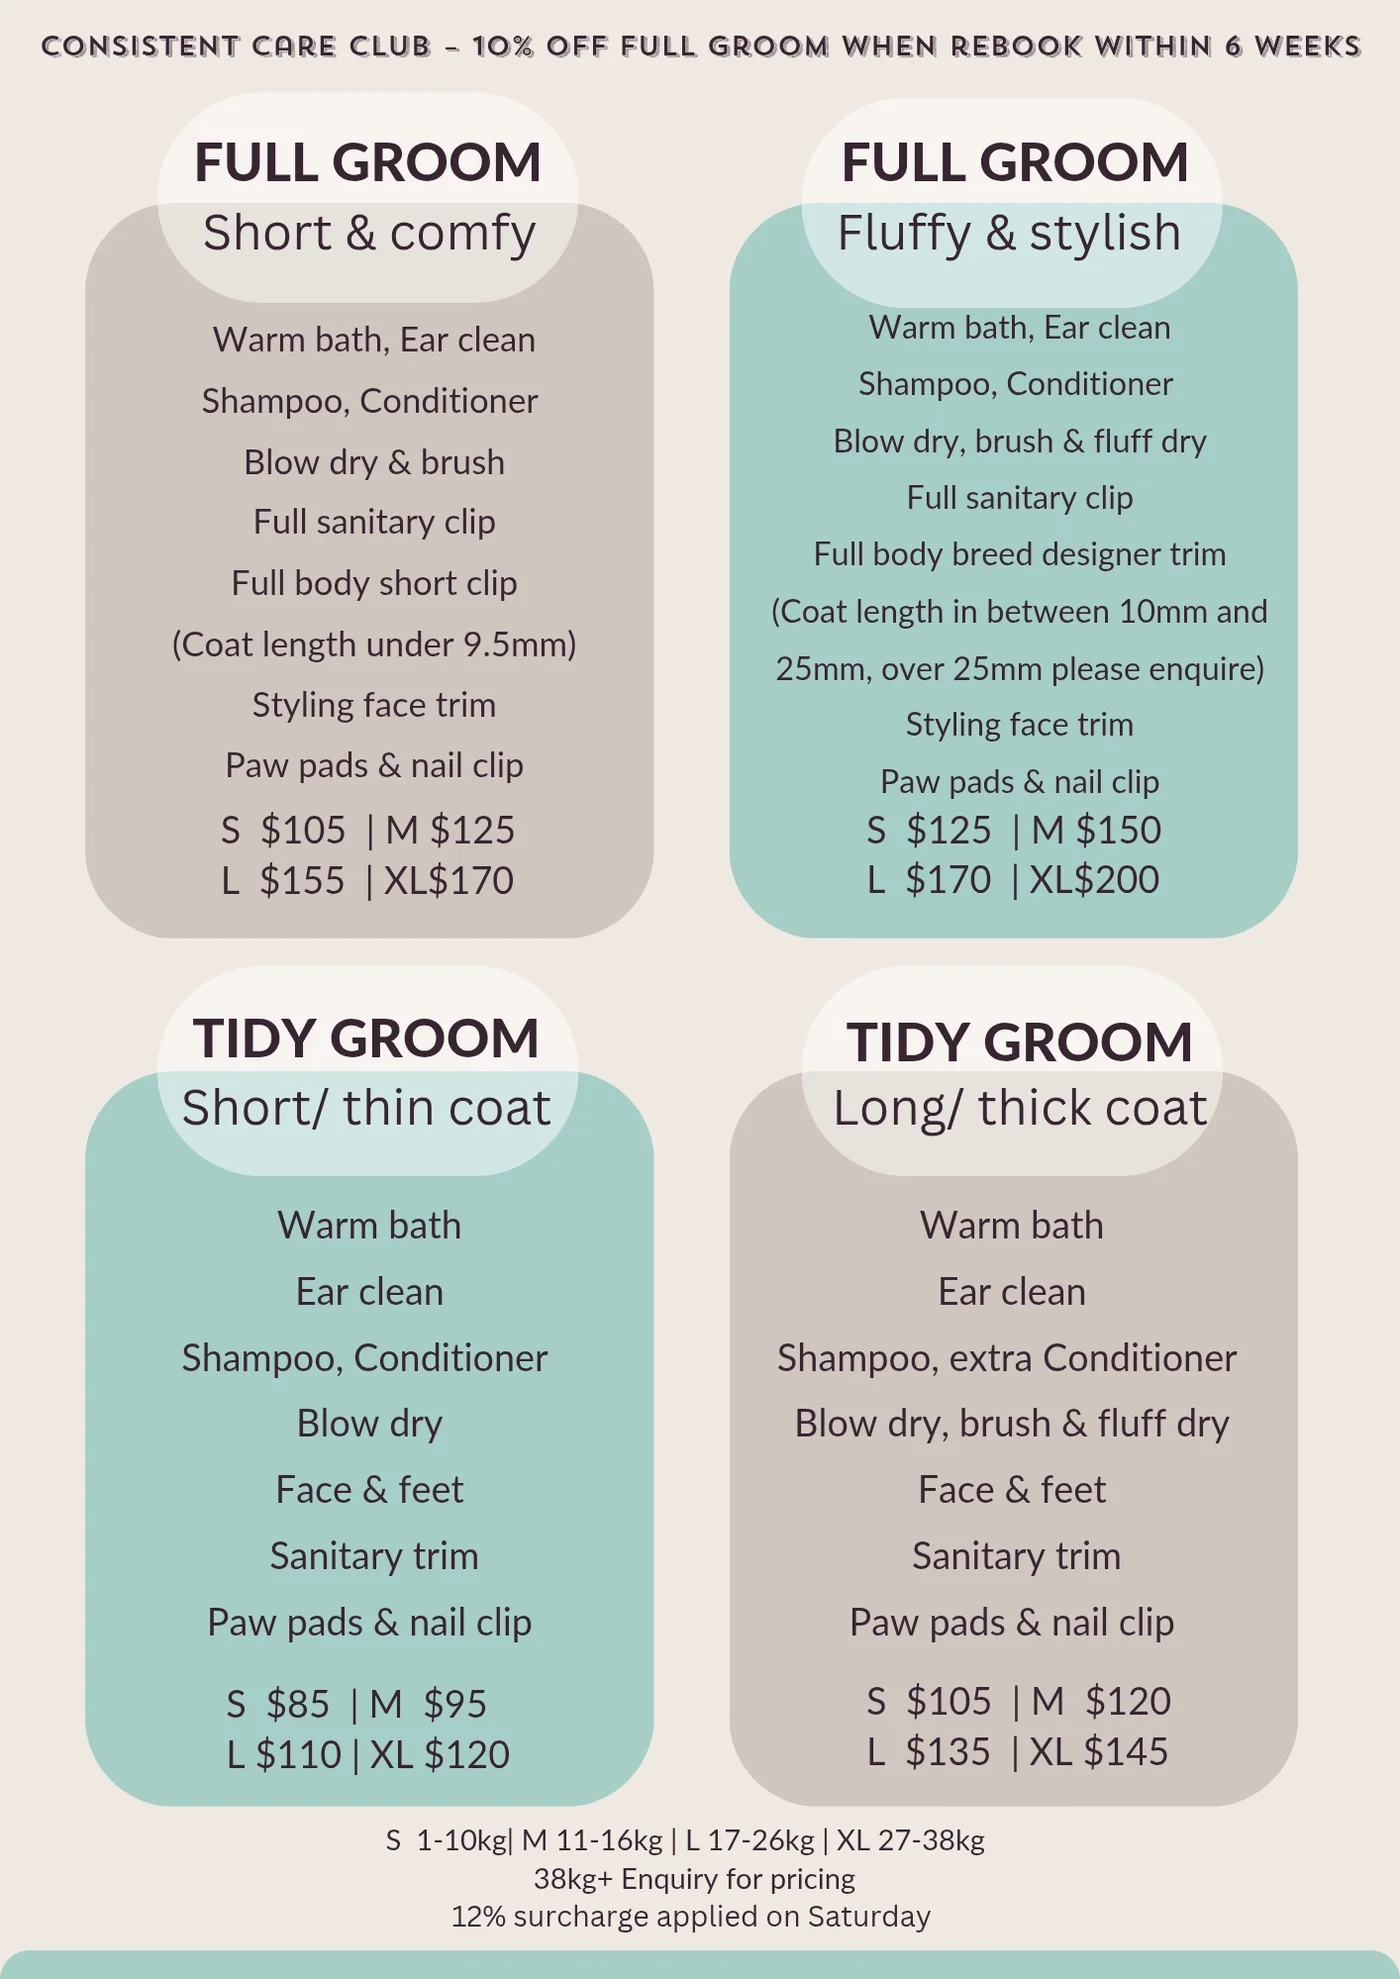 CONSISTENT CARE CLUB - 10% OFF FULL GROOM WHEN REBOOK WITHIN 6 WEEKS
FULL GROOM
Short & comfy
Warm bath, Ear clean
Shampoo, Conditioner
Blow dry & brush
Full sanitary clip
Full body short clip
(Coat length under 9.5mm)
Styling face trim
Paw pads & nail clip
S $105 | M $125
L $155 | XL$170
FULL GROOM
Fluffy & stylish
Warm bath, Ear clean
Shampoo, Conditioner
Blow dry, brush & fluff dry
Full sanitary clip
Full body breed designer trim
(Coat length in between 10mm and
25mm, over 25mm please enquire)
Styling face trim
Paw pads & nail clip
S $125 | M $150
L $170 | XL$200
TIDY GROOM
Short/ thin coat
Warm bath
Ear clean
Shampoo, Conditioner
Blow dry
Face & feet
Sanitary trim
Paw pads & nail clip
S $85 | M $95
L $110 | XL $120
TIDY GROOM
Long/ thick coat
Warm bath
Ear clean
Shampoo, extra Conditioner
Blow dry, brush & fluff dry
Face & feet
Sanitary trim
Paw pads & nail clip
S $105 | M $120
L $135 | XL $145
S 1-10kg| M 11-16kg | L 17-26kg | XL 27-38kg
38kg+ Enquiry for pricing
12% surcharge applied on Saturday